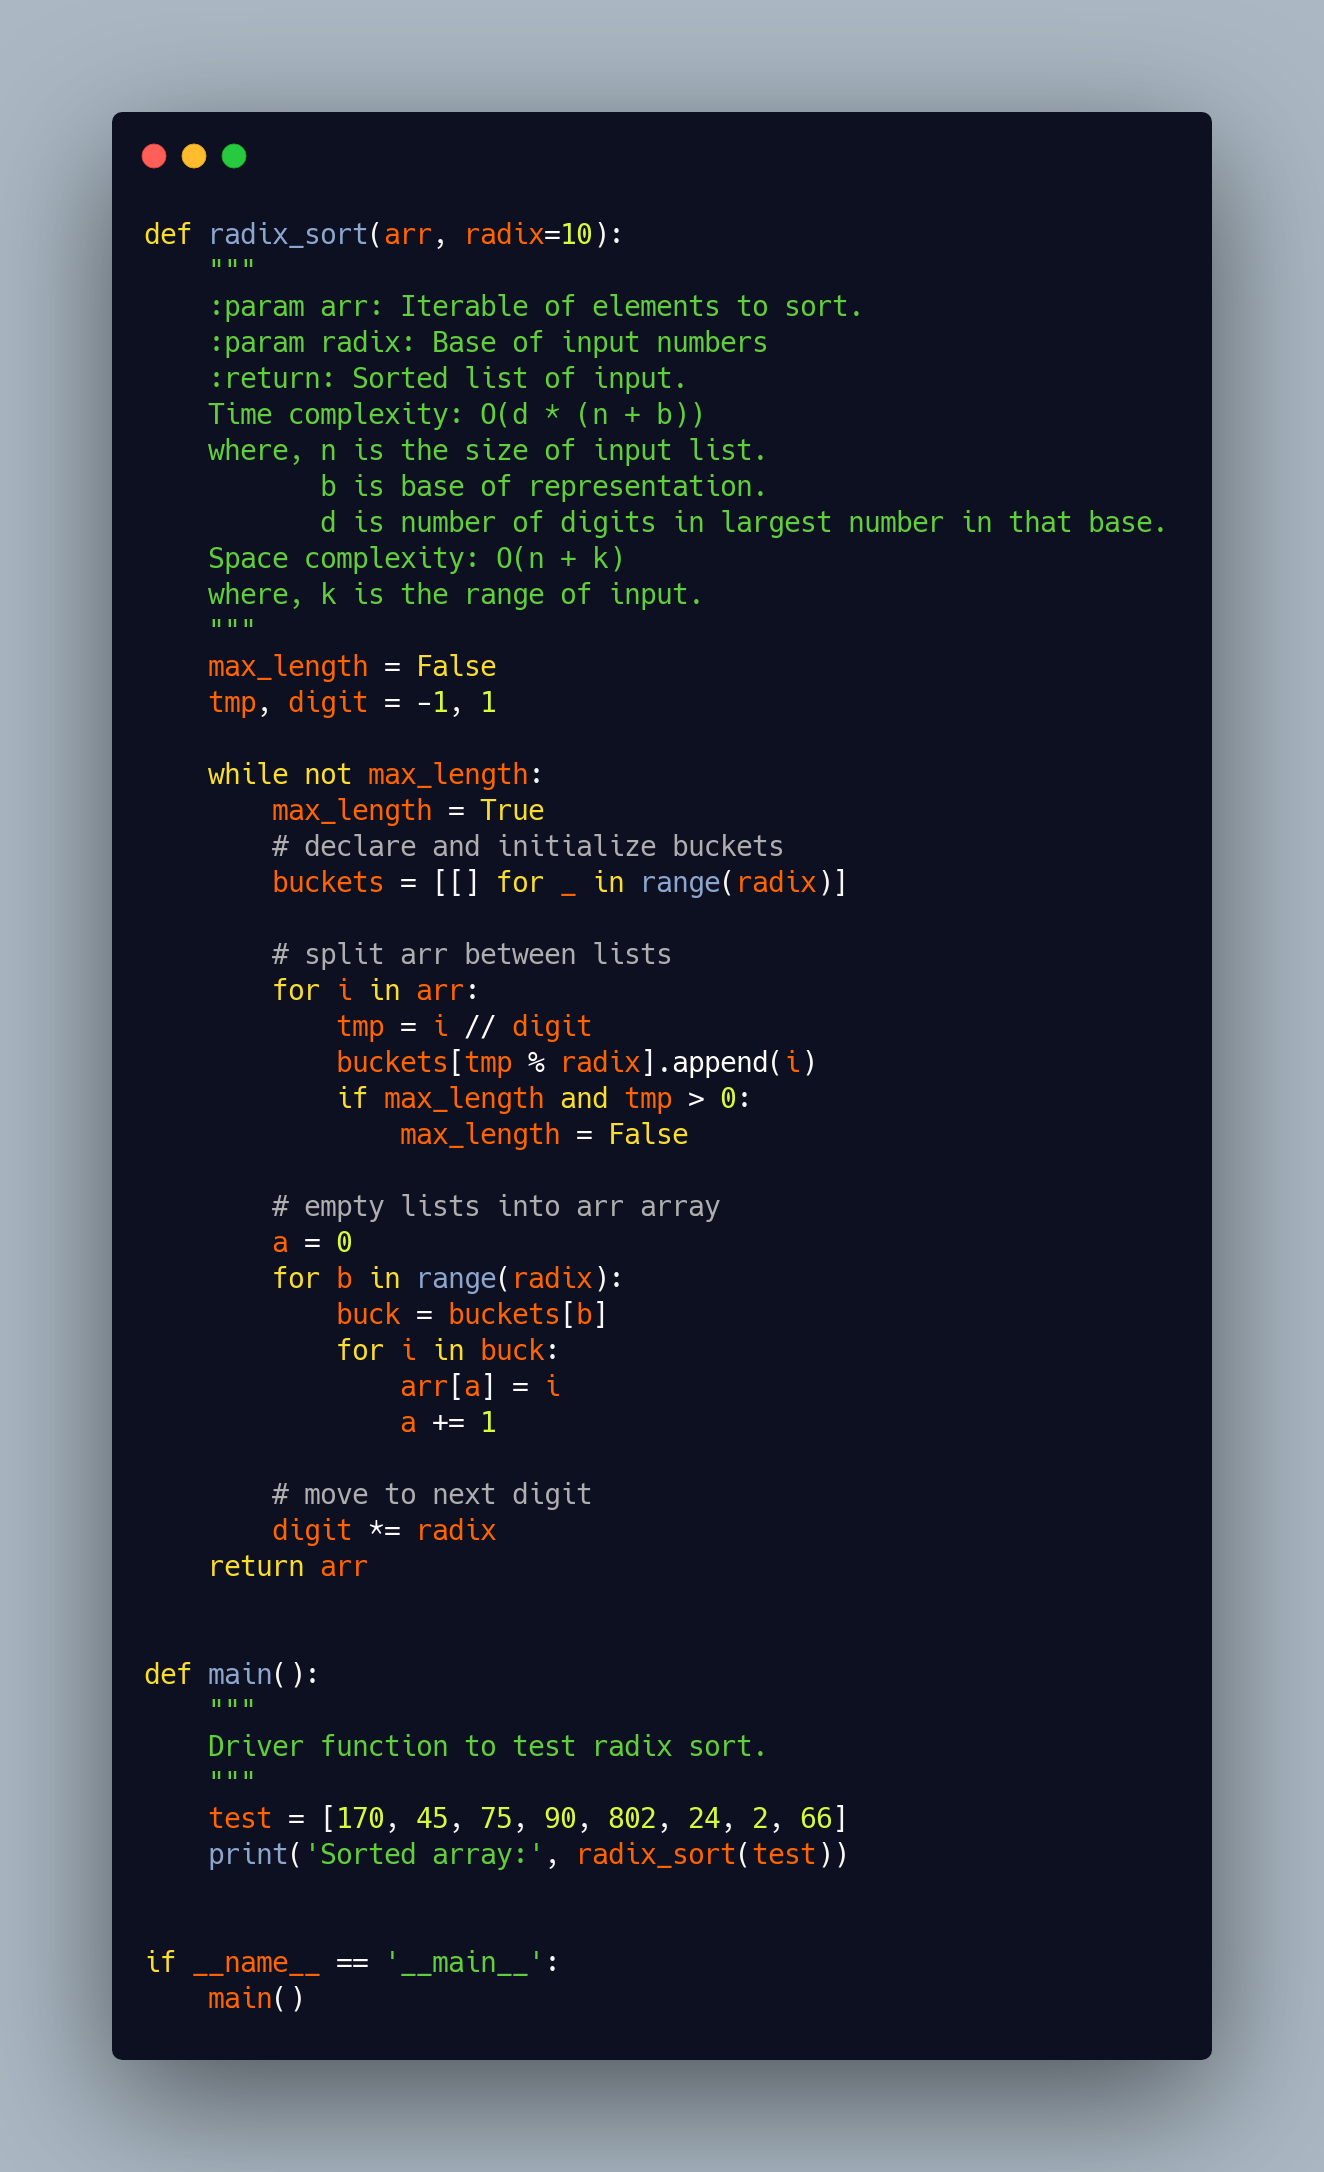 def radix_sort(arr, radix=10):
    """
    :param arr: Iterable of elements to sort.
    :param radix: Base of input numbers
    :return: Sorted list of input.
    Time complexity: O(d * (n + b))
    where, n is the size of input list.
           b is base of representation.
           d is number of digits in largest number in that base.
    Space complexity: O(n + k)
    where, k is the range of input.
    """
    max_length = False
    tmp, digit = -1, 1

    while not max_length:
        max_length = True
        # declare and initialize buckets
        buckets = [[] for _ in range(radix)]

        # split arr between lists
        for i in arr:
            tmp = i // digit
            buckets[tmp % radix].append(i)
            if max_length and tmp > 0:
                max_length = False

        # empty lists into arr array
        a = 0
        for b in range(radix):
            buck = buckets[b]
            for i in buck:
                arr[a] = i
                a += 1

        # move to next digit
        digit *= radix
    return arr


def main():
    """
    Driver function to test radix sort.
    """
    test = [170, 45, 75, 90, 802, 24, 2, 66]
    print('Sorted array:', radix_sort(test))


if __name__ == '__main__':
    main()